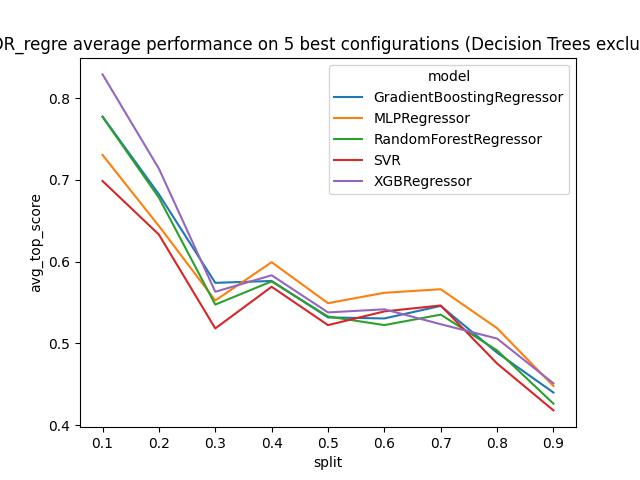 OR_regre average performance on 5 best configurations (Decision Trees exclu
model
GradientBoostingRegressor
MLPRegressor
RandomForestRegressor
SVR
XGBRegressor
avg_top_score
0.8
0.7
0.6
0.5
0.4
0.1 0.2 0.3 0.4 0.5 0.6 0.7 0.8 0.9
split